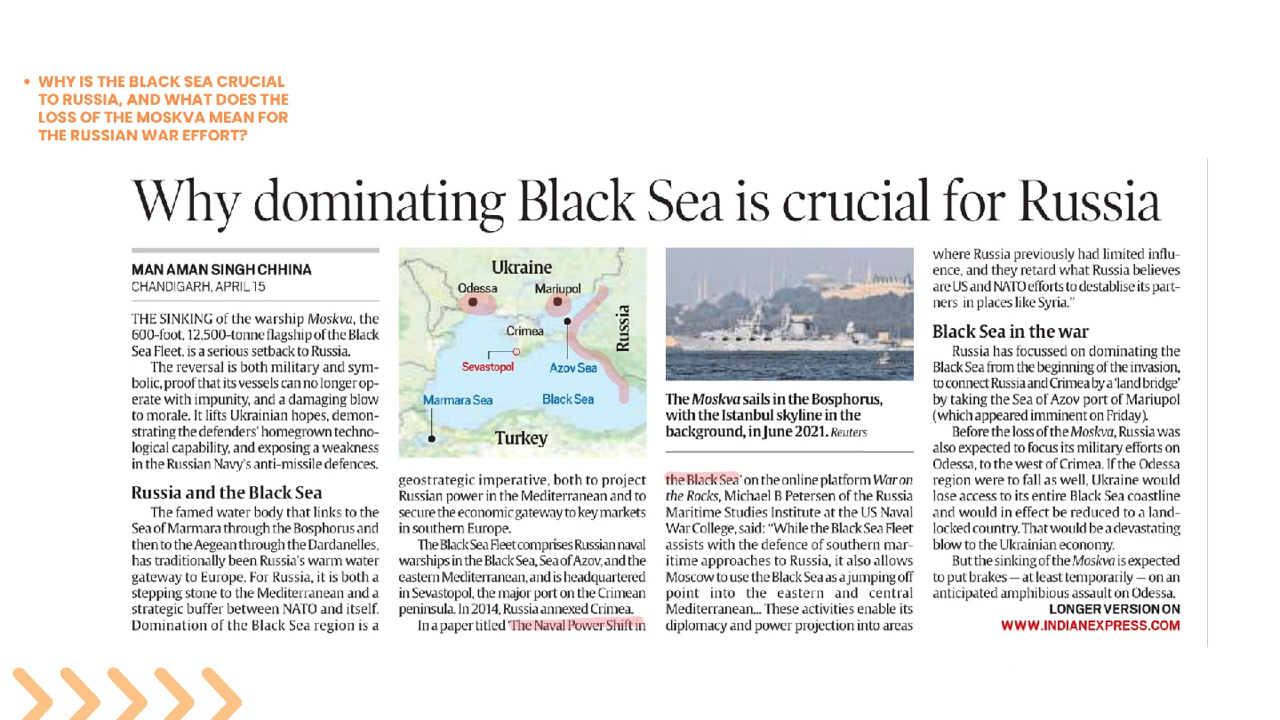 • WHY IS THE BLACK SEA CRUCIAL
TO RUSSIA, AND WHAT DOES THE
LOSS OF THE MOSKVA MEAN FOR
THE RUSSIAN WAR EFFORT?
Why dominating Black Sea is crucial for Russia
MAN AMAN SINGH CHHINA
CHANDIGARH, APRIL 15
THE SINKING of the warship Moskva, the
600-foot, 12,500-tonne flagship of the Black
Sea Fleet, is a serious setback to Russia.
The reversal is both military and sym-
bolic, proof that its vessels can no longer op-
erate with impunity, and a damaging blow
to morale. It lifts Ukrainian hopes, demon-
strating the defenders' homegrown techno-
logical capability, and exposing a weakness
in the Russian Navy's anti-missile defences.
Russia and the Black Sea
The famed water body that links to the
Sea of Marmara through the Bosphorus and
then to the Aegean through the Dardanelles,
has traditionally been Russia's warm water
gateway to Europe. For Russia, it is both a
stepping stone to the Mediterranean and a
strategic buffer between NATO and itself.
Domination of the Black Sea region is a
Ukraine
Odessa
Mariupol
Crimea
Russia
Sevastopol
Azov Sea
Marmara Sea
Black Sea
Turkey
geostrategic imperative, both to project
Russian power in the Mediterranean and to
secure the economic gateway to key markets
in southern Europe.
The Black Sea Fleet comprises Russian naval
warships in the Black Sea, Sea of Azov, and the
eastern Mediterranean, and is headquartered
in Sevastopol, the major port on the Crimean
peninsula. In 2014, Russia annexed Crimea.
In a paper titled 'The Naval Power Shift in
The Moskva sails in the Bosphorus,
with the Istanbul skyline in the
background, in June 2021. Reuters
the Black Sea' on the online platform War on
the Rocks, Michael B Petersen of the Russia
Maritime Studies Institute at the US Naval
War College, said: “While the Black Sea Fleet
assists with the defence of southern mar-
itime approaches to Russia, it also allows
Moscow to use the Black Sea as a jumping off
point into the eastern and central
Mediterranean... These activities enable its
diplomacy and power projection into areas
where Russia previously had limited influ-
ence, and they retard what Russia believes
are US and NATO efforts to destablise its part-
ners in places like Syria.”
Black Sea in the war
Russia has focussed on dominating the
Black Sea from the beginning of the invasion,
to connect Russia and Crimea by a 'land bridge'
by taking the Sea of Azov port of Mariupol
(which appeared imminent on Friday).
Before the loss of the Moskva, Russia was
also expected to focus its military efforts on
Odessa, to the west of Crimea. If the Odessa
region were to fall as well, Ukraine would
lose access to its entire Black Sea coastline
and would in effect be reduced to a land-
locked country. That would be a devastating
blow to the Ukrainian economy.
But the sinking of the Moskva is expected
to put brakes — at least temporarily — on an
anticipated amphibious assault on Odessa.
LONGER VERSION ON
WWW.INDIANEXPRESS.COM